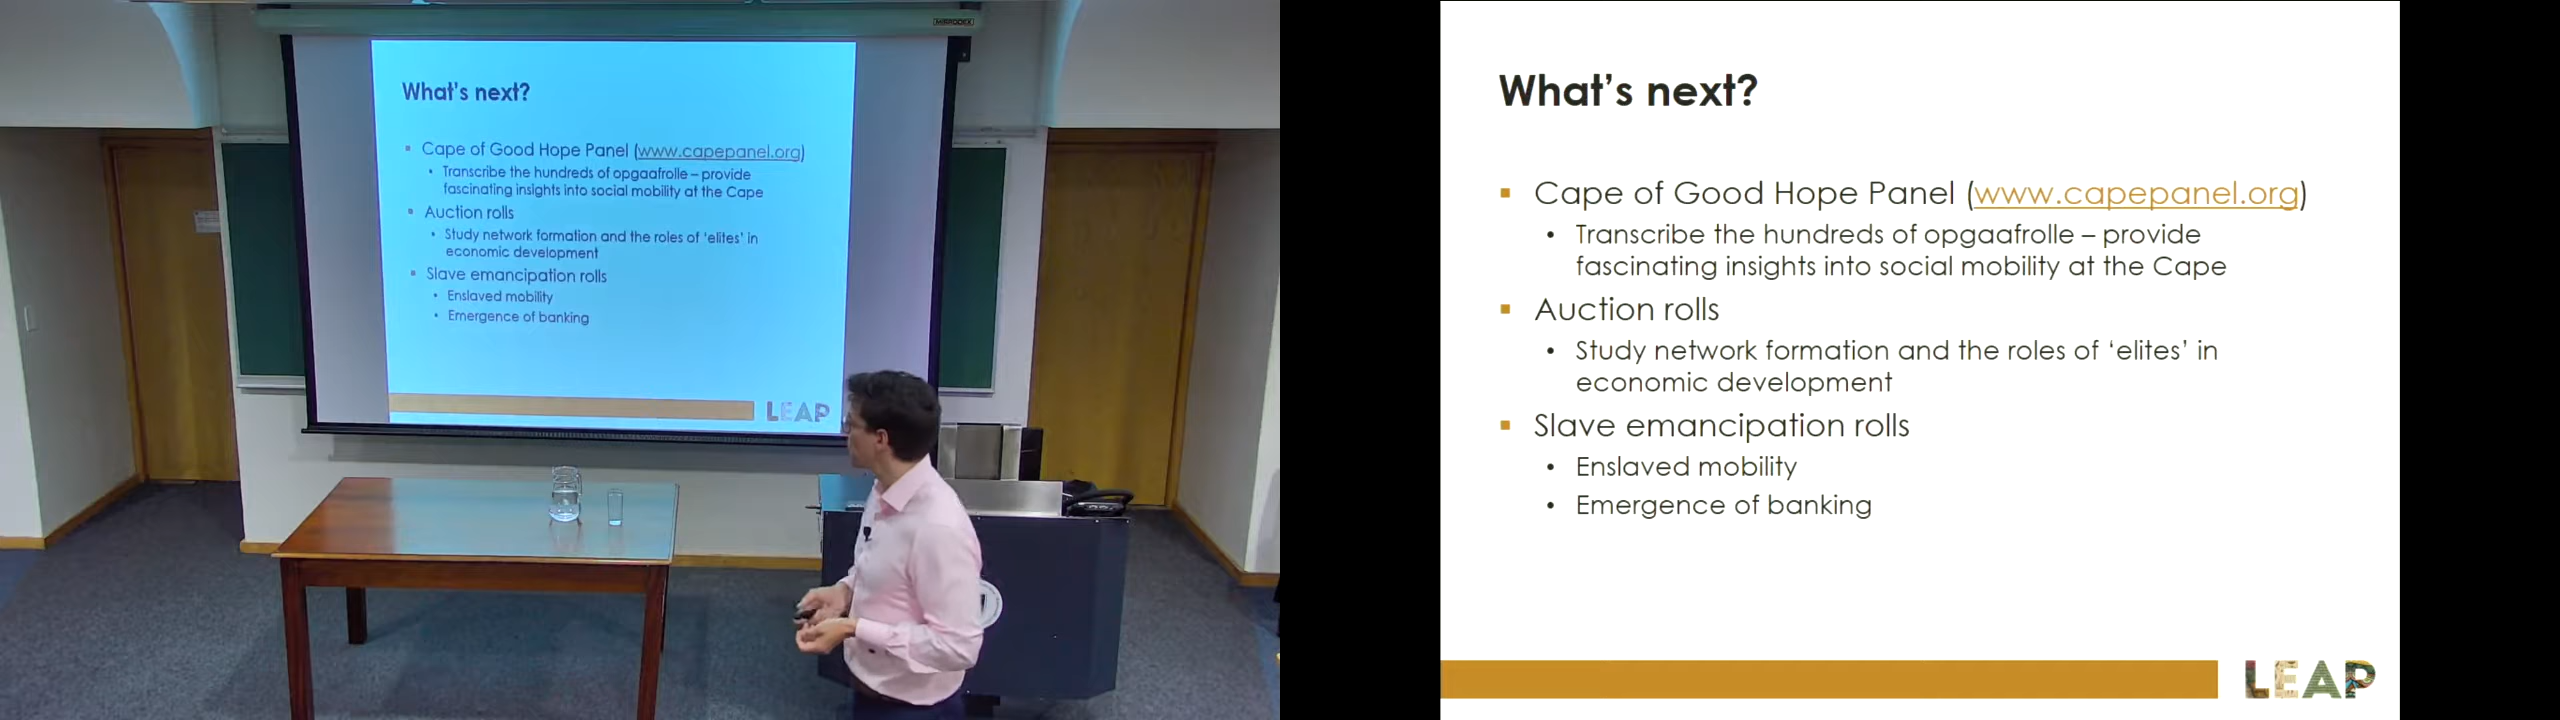 What's next?
Cape of Good Hope Panel (www.capepanel.org)
Transcribe the hundreds of opgaafrolle – provide
fascinating insights into social mobility at the Cape
Auction rolls
Study network formation and the roles of 'elites' in
economic development
Slave emancipation rolls
Enslaved mobility
Emergence of banking
LEAP
What's next?
Cape of Good Hope Panel (www.capepanel.org)
Transcribe the hundreds of opgaafrolle – provide
fascinating insights into social mobility at the Cape
Auction rolls
Study network formation and the roles of 'elites' in
economic development
Slave emancipation rolls
Enslaved mobility
Emergence of banking
LEAP